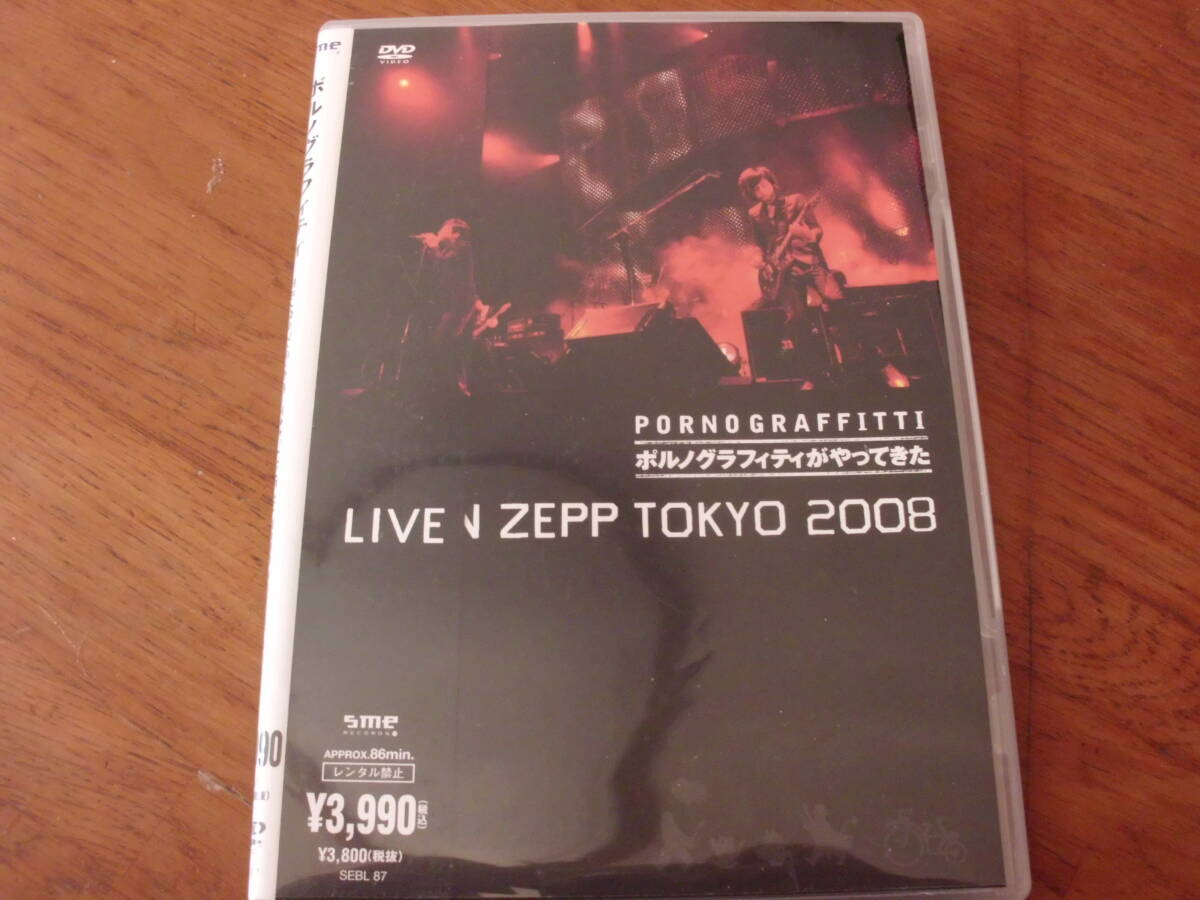 DVD
VIDEO
ポルノグラフィティ
PORNOGRAFFITTI
ポルノグラフィティがやってきた
LIVE IN ZEPP TOKYO 2008
sme
RECORDS
APPROX.86min.
レンタル禁止
¥3,990(税込)
¥3,800(税抜)
SEBL 87